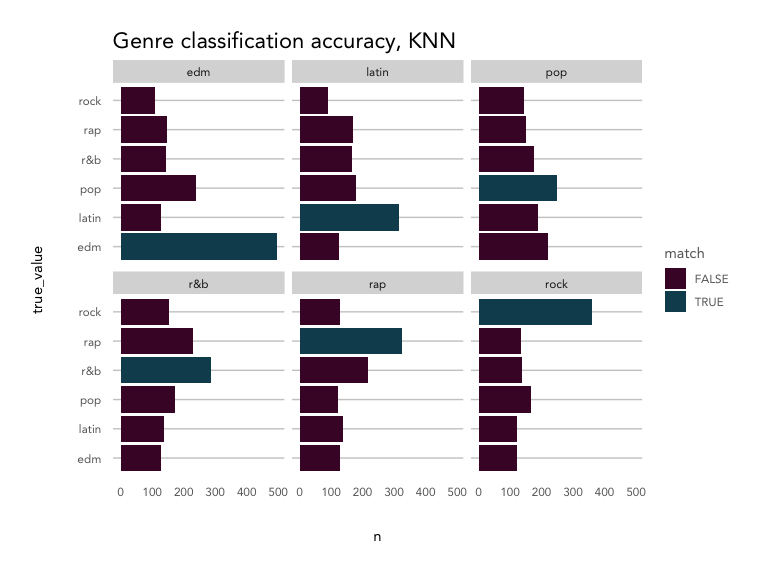 Genre classification accuracy, KNN
edm latin pop
rock
rap
r&b
pop
latin
edm
r&b rap rock
rock
rap
r&b
pop
latin
edm
0 100 200 300 400 500 0 100 200 300 400 500 0 100 200 300 400 500
n
true_value
match
FALSE
TRUE